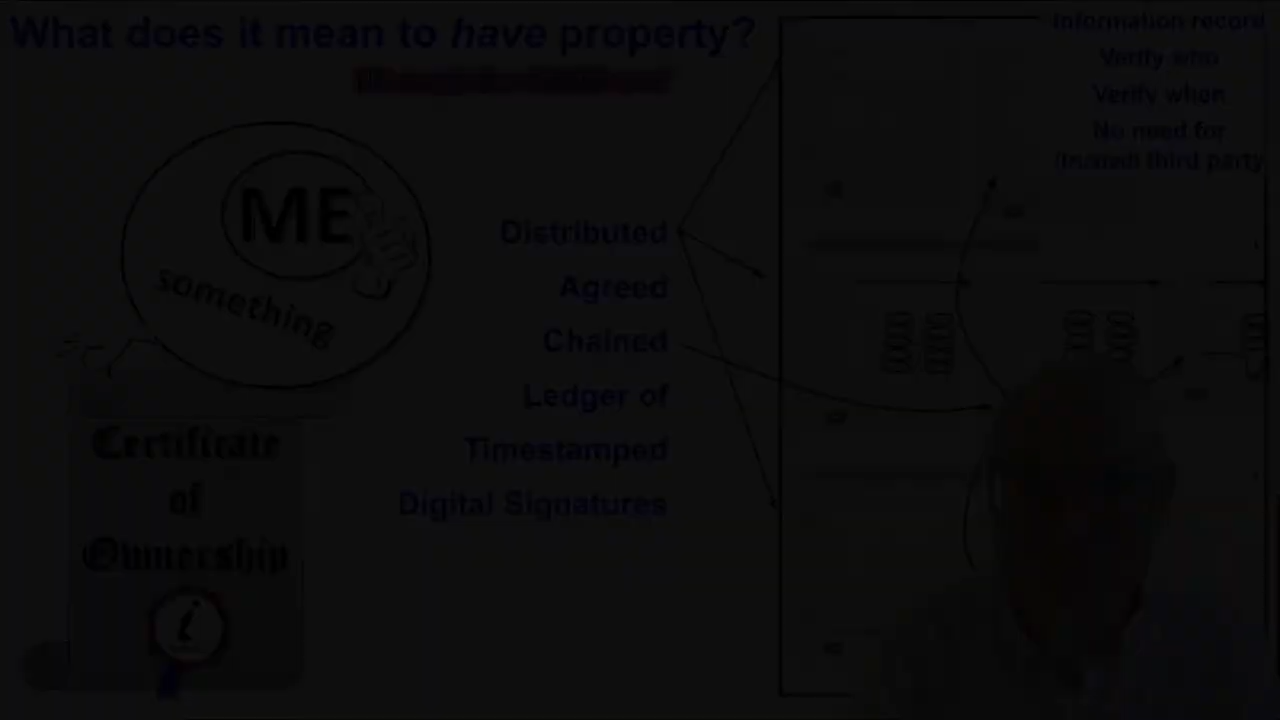 What does it mean to have property?
ME
something
Certificate
of
Ownership
i
Distributed
Agreed
Chained
Ledger of
Timestamped
Digital Signatures
Information record
Verify who
Verify when
No need for
trusted third party